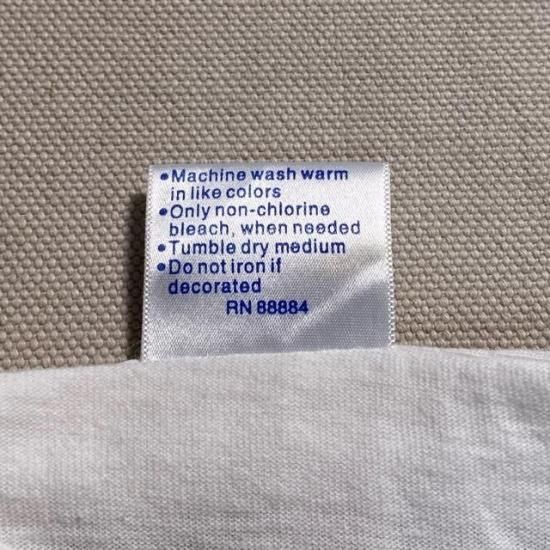 •Machine wash warm
in like colors
•Only non-chlorine
bleach, when needed
•Tumble dry medium
•Do not iron if
decorated
RN 88884